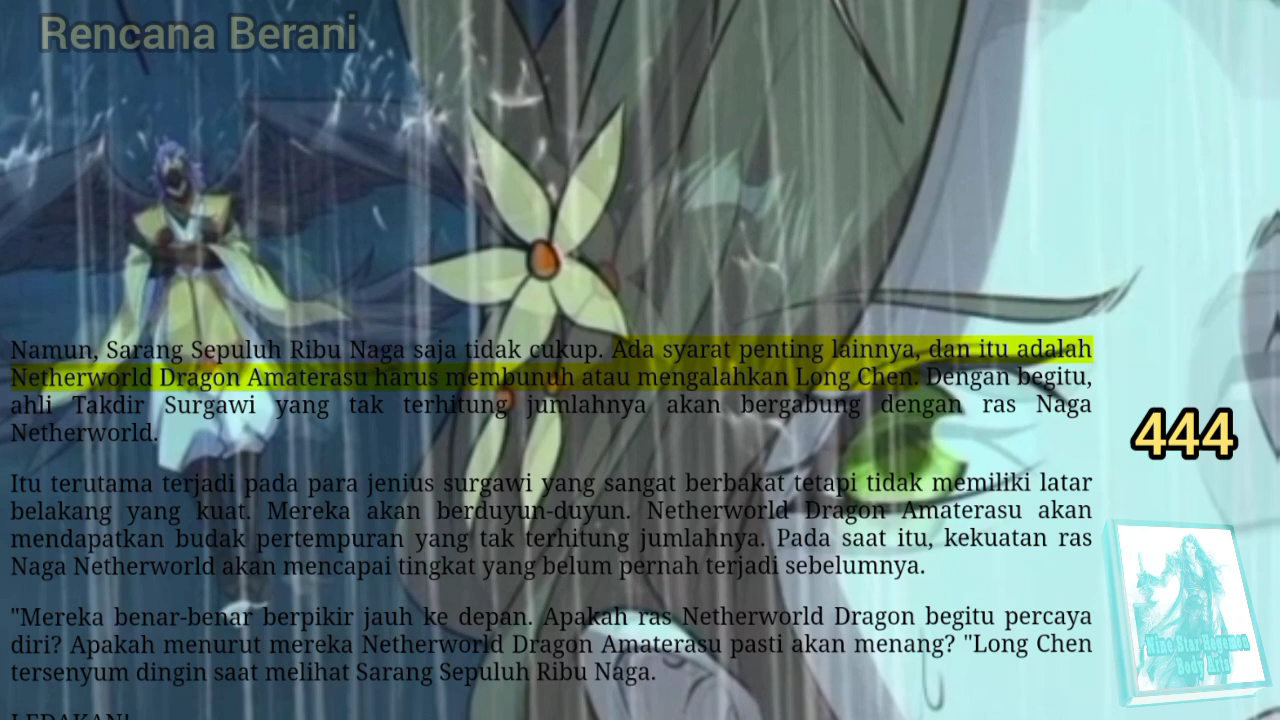 Rencana Berani
Namun, Sarang Sepuluh Ribu Naga saja tidak cukup. Ada syarat penting lainnya, dan itu adalah
Netherworld Dragon Amaterasu harus membunuh atau mengalahkan Long Chen. Dengan begitu,
ahli Takdir Surgawi yang tak terhitung jumlahnya akan bergabung dengan ras Naga
Netherworld.
Itu terutama terjadi pada para jenius surgawi yang sangat berbakat tetapi tidak memiliki latar
belakang yang kuat. Mereka akan berduyun-duyun. Netherworld Dragon Amaterasu akan
mendapatkan budak pertempuran yang tak terhitung jumlahnya. Pada saat itu, kekuatan ras
Naga Netherworld akan mencapai tingkat yang belum pernah terjadi sebelumnya.
"Mereka benar-benar berpikir jauh ke depan. Apakah ras Netherworld Dragon begitu percaya
diri? Apakah menurut mereka Netherworld Dragon Amaterasu pasti akan menang? "Long Chen
tersenyum dingin saat melihat Sarang Sepuluh Ribu Naga.
LEDAKAN!
444
Nine Star Hegemon
Body Arts